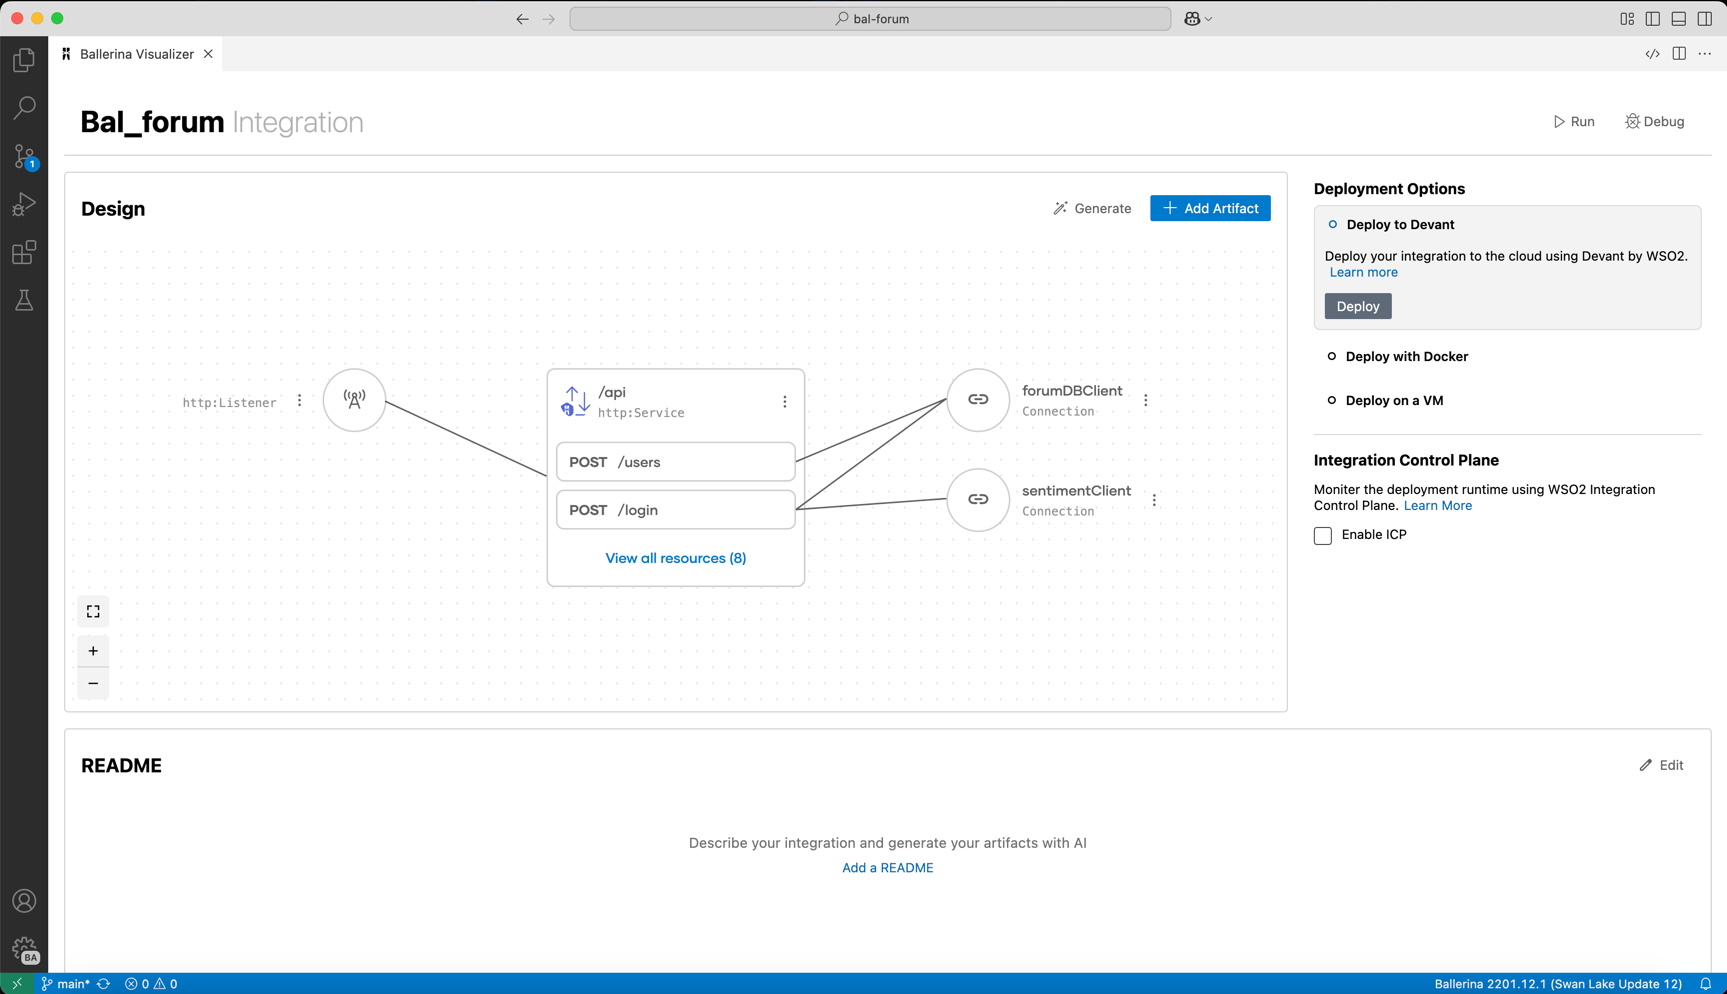 bal-forum
Ballerina Visualizer
Bal_forum Integration
Run
Debug
Design
Generate
Add Artifact
http:Listener
/api
http:Service
POST /users
POST /login
View all resources (8)
forumDBClient
Connection
sentimentClient
Connection
Deployment Options
Deploy to Devant
Deploy your integration to the cloud using Devant by WSO2.
Learn more
Deploy
Deploy with Docker
Deploy on a VM
Integration Control Plane
Moniter the deployment runtime using WSO2 Integration
Control Plane. Learn More
Enable ICP
README
Edit
Describe your integration and generate your artifacts with AI
Add a README
1
BA
main*
0
0
Ballerina 2201.12.1 (Swan Lake Update 12)